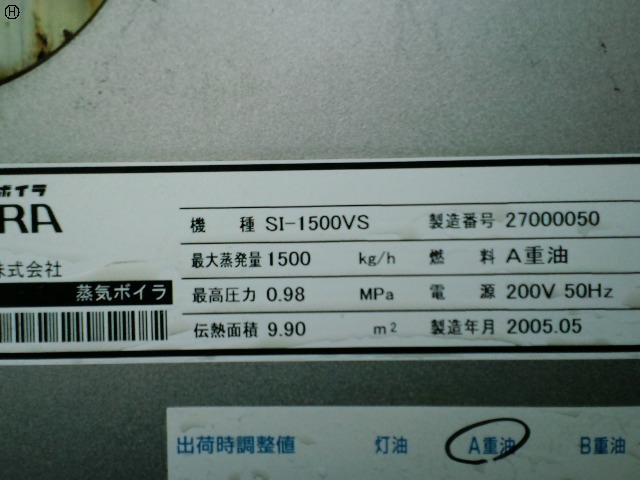 Ⓗ
ボイラ
RA
機 種 SI-1500VS 製造番号 27000050
最大蒸発量 1500 kg/h 燃 料 A重油
株式会社
蒸気ボイラ 最高圧力 0.98 MPa 電 源 200V 50Hz
伝熱面積 9.90 m² 製造年月 2005.05
出荷時調整値 灯油 A重油 B重油